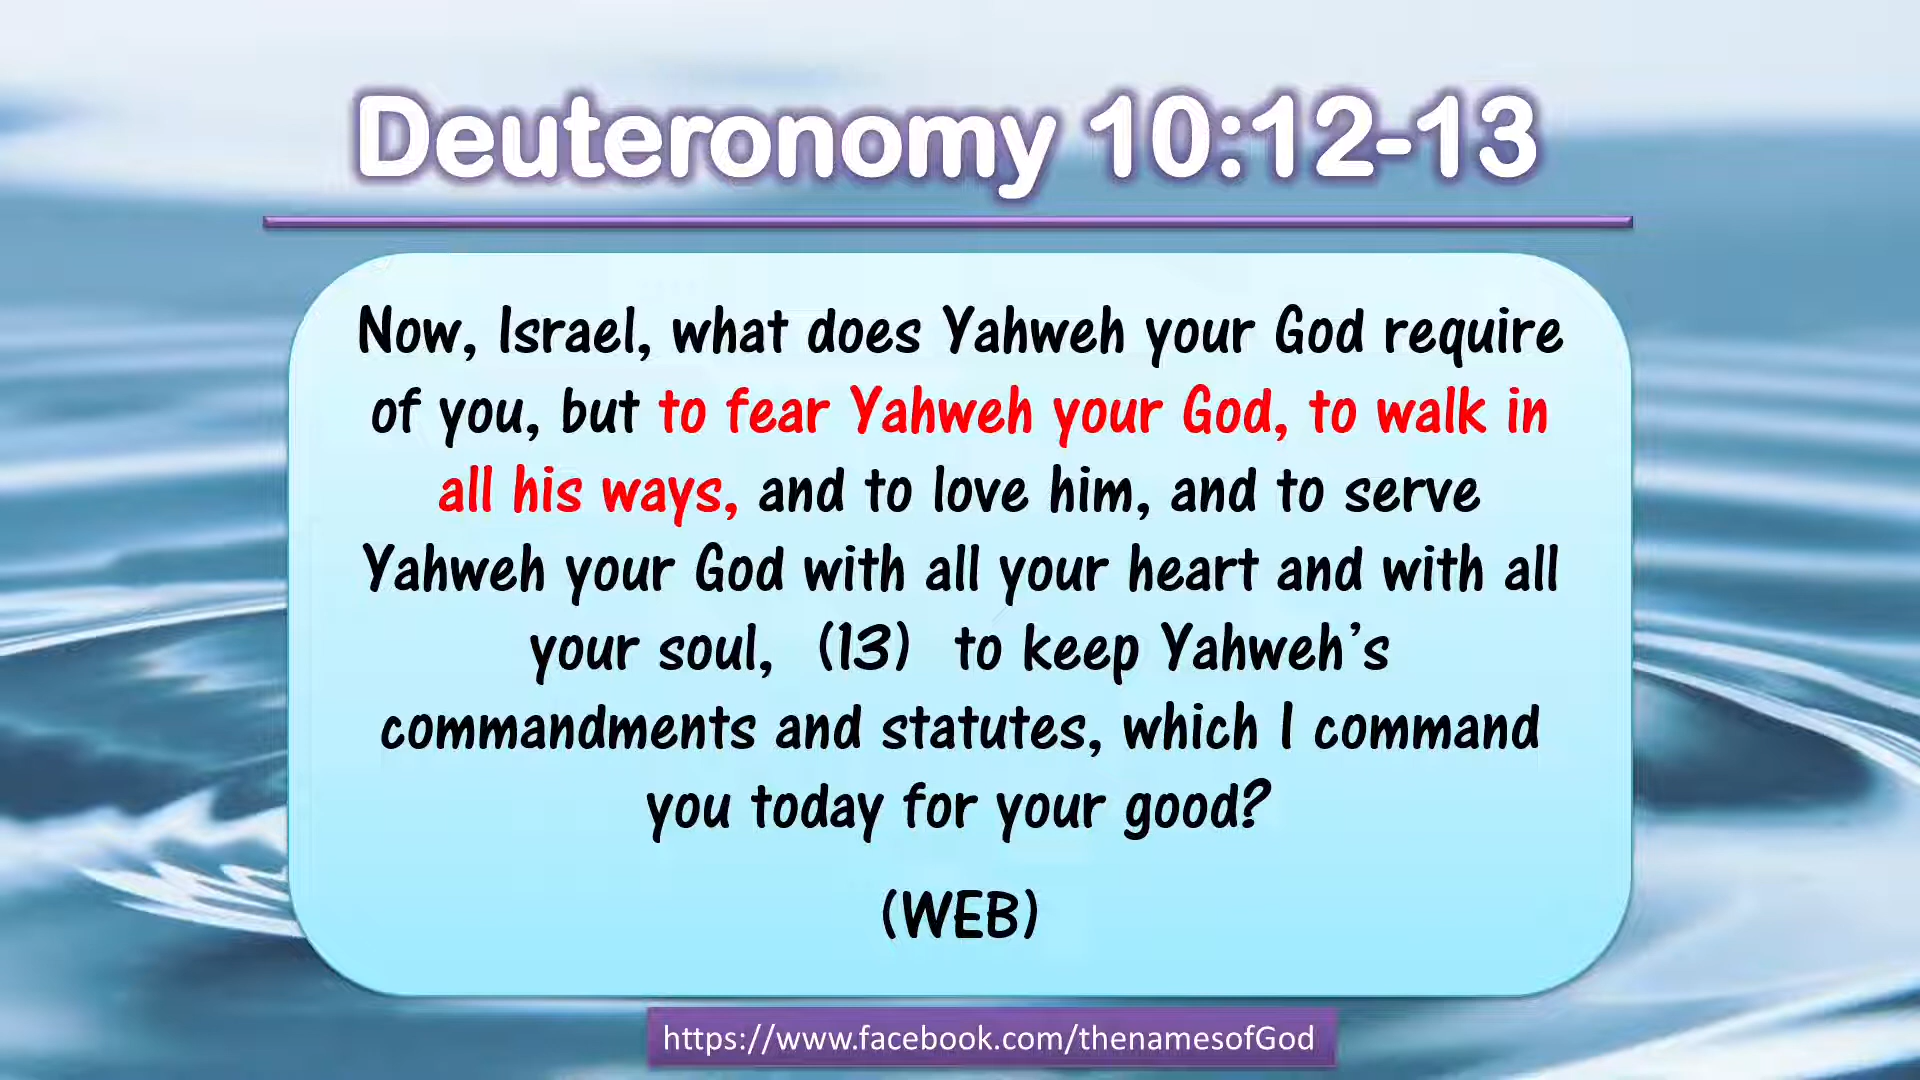 Deuteronomy 10:12-13
Now, Israel, what does Yahweh your God require
of you, but to fear Yahweh your God, to walk in
all his ways, and to love him, and to serve
Yahweh your God with all your heart and with all
your soul, (13) to keep Yahweh’s
commandments and statutes, which I command
you today for your good?
(WEB)
https://www.facebook.com/thenamesofGod